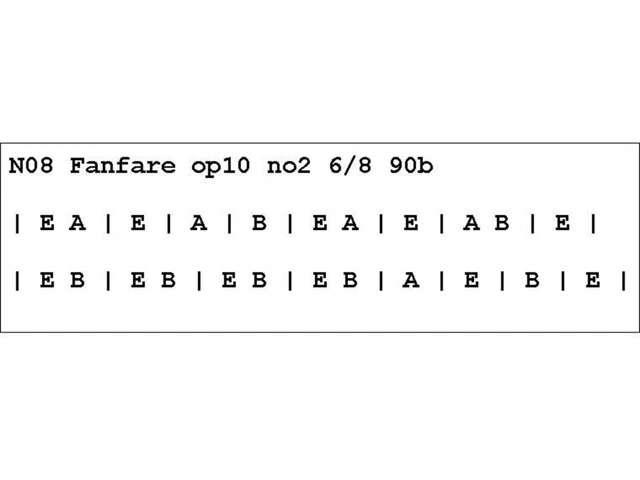 N08 Fanfare op10 no2 6/8 90b
| E A | E | A | B | E A | E | A B | E |
| E B | E B | E B | E B | A | E | B | E |